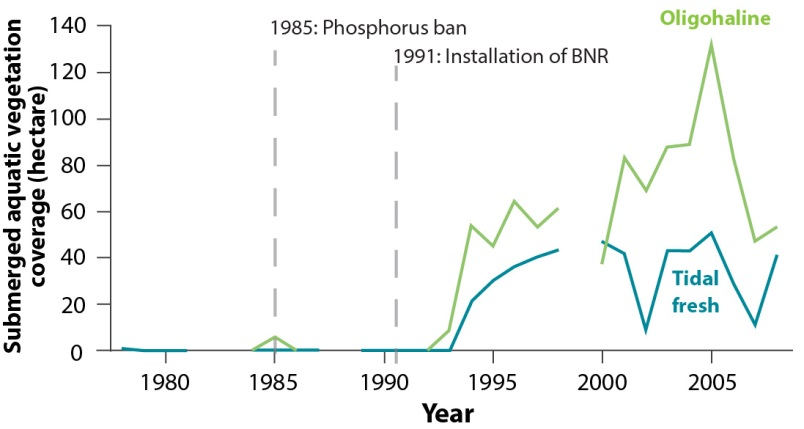 Oligohaline
1985: Phosphorus ban
1991: Installation of BNR
Submerged aquatic vegetation
coverage (hectare)
140
120
100
80
60
40
20
0
Tidal
fresh
1980
1985
1990
1995
2000
2005
Year